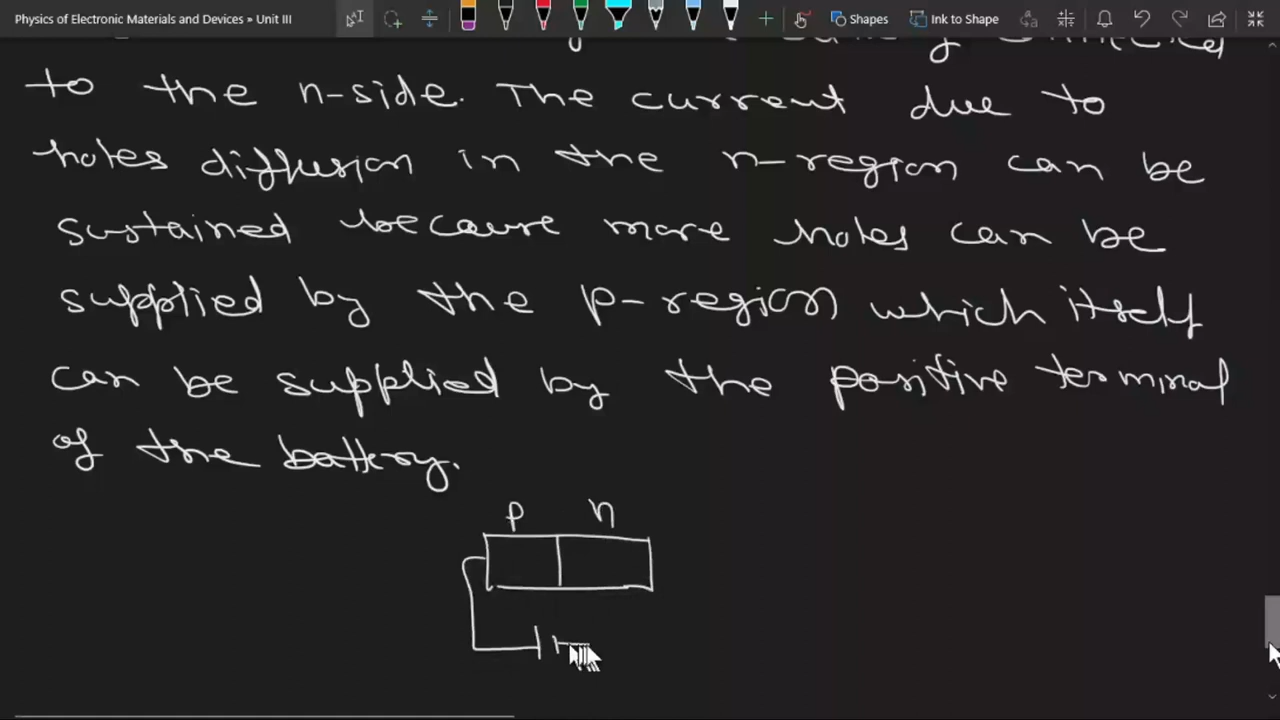 Physics of Electronic Materials and Devices » Unit III
Shapes
Ink to Shape
to the n-side. The current due to
holes diffusion in the n-region can be
sustained because more holes can be
supplied by the p-region which itself
can be supplied by the positive terminal
of the battery.
p n